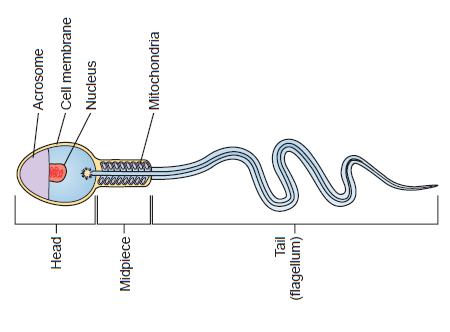 Acrosome
Cell membrane
Nucleus
Mitochondria
Head
Midpiece
Tail
(flagellum)